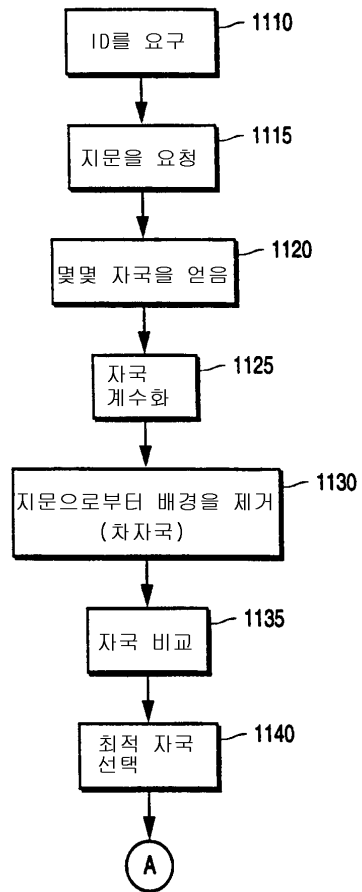 ID를 요구
1110
지문을 요청
1115
몇몇 자국을 얻음
1120
자국
계수화
1125
지문으로부터 배경을 제거
(차자국)
1130
자국 비교
1135
최적 자국
선택
1140
A